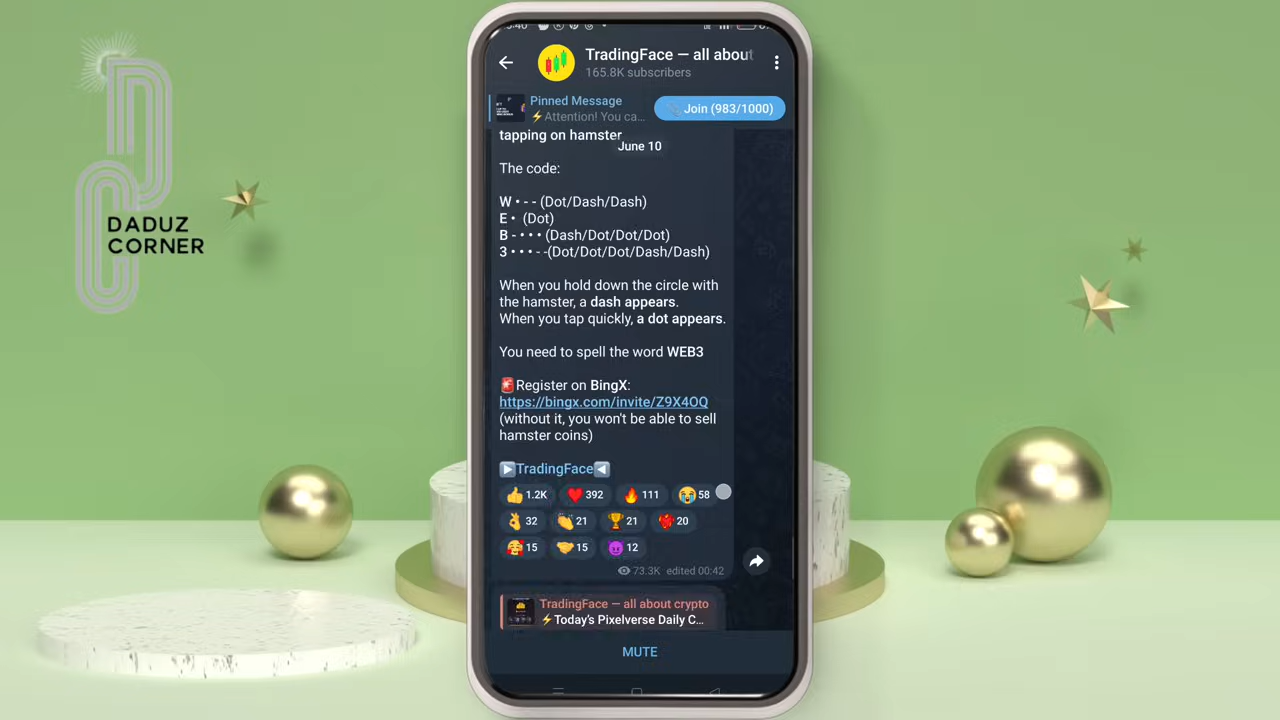 DADUZ
CORNER
TradingFace — all about
165.8K subscribers
Pinned Message
⚡Attention! You ca...
Join (983/1000)
tapping on hamster
June 10
The code:
W • - - (Dot/Dash/Dash)
E •  (Dot)
B - • • • (Dash/Dot/Dot/Dot)
3 • • • - -(Dot/Dot/Dot/Dash/Dash)
When you hold down the circle with
the hamster, a dash appears.
When you tap quickly, a dot appears.
You need to spell the word WEB3
🚨Register on BingX:
https://bingx.com/invite/Z9X4OQ
(without it, you won't be able to sell
hamster coins)
▶TradingFace◀
👍 1.2K ❤ 392 🔥 111 😭 58
👌 32 👏 21 🏆 21 20
🥰 15 🤝 15 😈 12
73.3K edited 00:42
TradingFace — all about crypto
⚡Today's Pixelverse Daily C...
MUTE